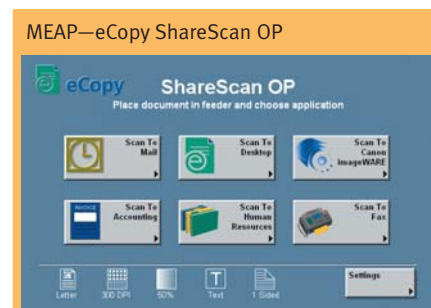 MEAP—eCopy ShareScan OP
eCopy
ShareScan OP
Place document in feeder and choose application
Scan To
Mail
Scan To
Desktop
Scan To
Canon
imageWARE
INVOICE
Scan To
Accounting
Scan To
Human
Resources
Scan To
Fax
Letter
300 DPI
50%
T
Text
1 Sided
Settings